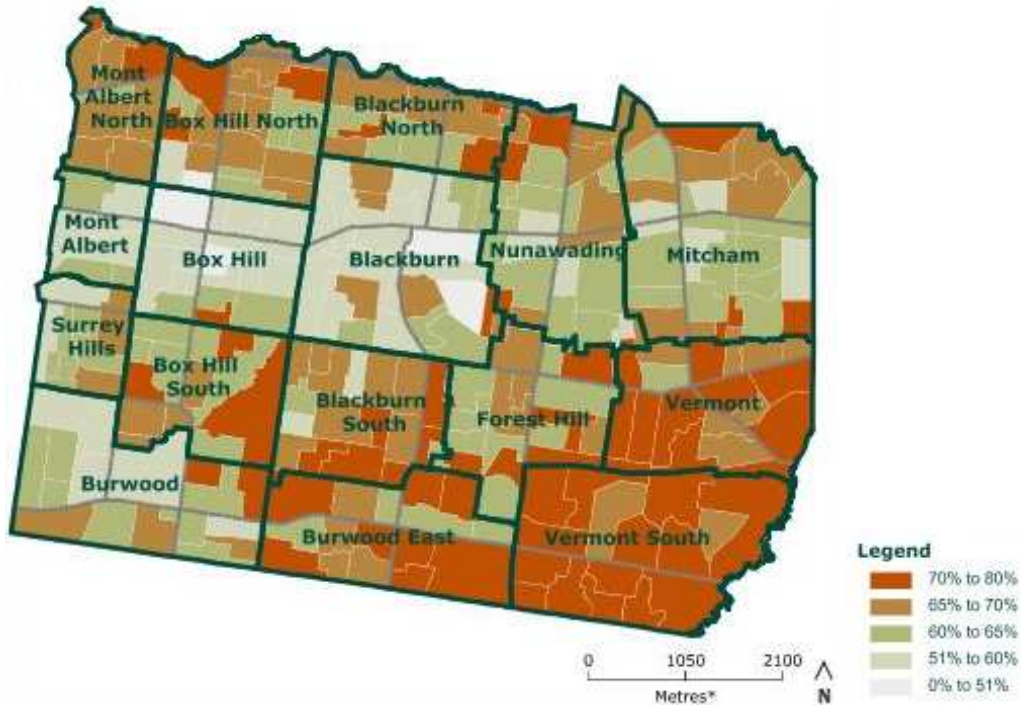 Mont
Albert
North
Box Hill North
Blackburn
North
Mont
Albert
Box Hill
Blackburn
Nunawading
Mitcham
Surrey
Hills
Box Hill
South
Blackburn
South
Forest Hill
Vermont
Burwood
Burwood East
Vermont South
Legend
70% to 80%
65% to 70%
60% to 65%
51% to 60%
0% to 51%
0 1050 2100
Metres*
N